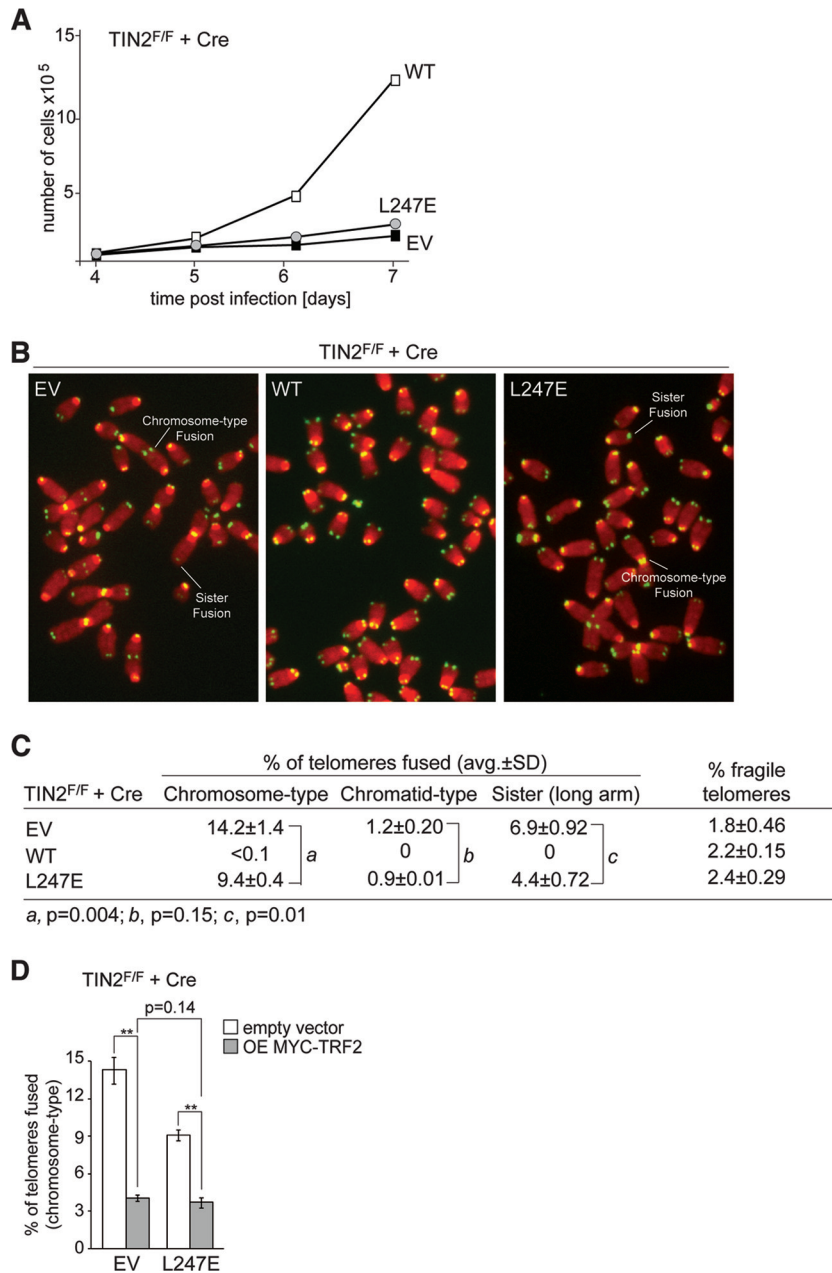 A
TIN2F/F + Cre
number of cells x10 5
15
10
5
WT
L247E
EV
4 5 6 7
time post infection [days]
B
TIN2F/F + Cre
EV
Chromosome-type
Fusion
Sister
Fusion
WT
L247E
Sister
Fusion
Chromosome-type
Fusion
C
% of telomeres fused (avg.±SD)
% fragile
telomeres
TIN2F/F + Cre Chromosome-type Chromatid-type Sister (long arm)
EV 14.2±1.4 1.2±0.20 6.9±0.92 1.8±0.46
WT <0.1 a 0 b 0 c 2.2±0.15
L247E 9.4±0.4 0.9±0.01 4.4±0.72 2.4±0.29
a, p=0.004; b, p=0.15; c, p=0.01
D
TIN2F/F + Cre
p=0.14
**
**
empty vector
OE MYC-TRF2
% of telomeres fused
(chromosome-type)
15
12
9
6
3
0
EV L247E